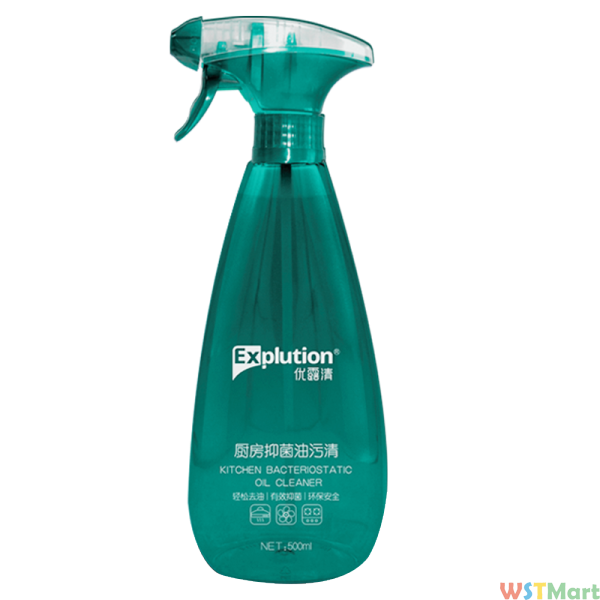 Explution®
优露清
厨房抑菌油污清
KITCHEN BACTERIOSTATIC
OIL CLEANER
轻松去油|有效抑菌|环保安全
NET:500ml
WSTMart